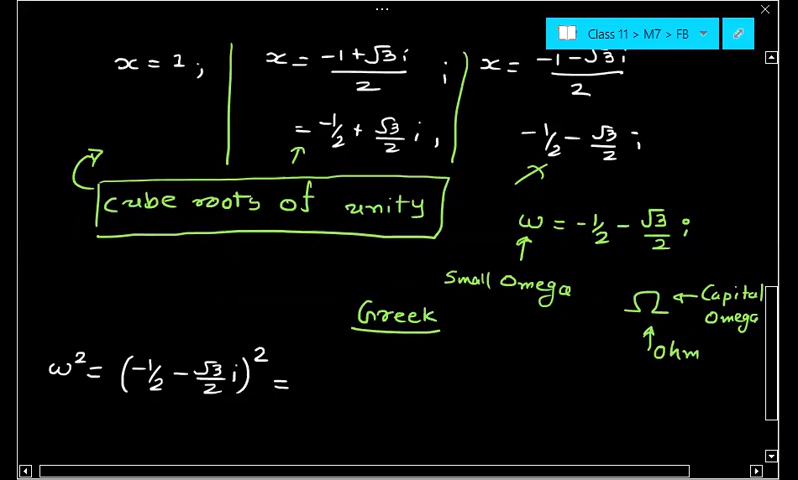 ...
Class 11 > M7 > FB
x = 1 ; x = (-1 + √3 i)/2 ; x = (-1 - √3 i)/2
= -1/2 + √3/2 i , -1/2 - √3/2 i
cube roots of unity
ω = -1/2 - √3/2 i
Small Omega
Ω ← Capital Omega
Greek
Ohm
ω² = (-1/2 - √3/2 i)² =